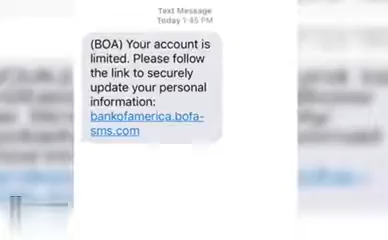 Text Message
Today 1:45 PM
(BOA) Your account is
limited. Please follow
the link to securely
update your personal
information:
bankofamerica.bofa-
sms.com